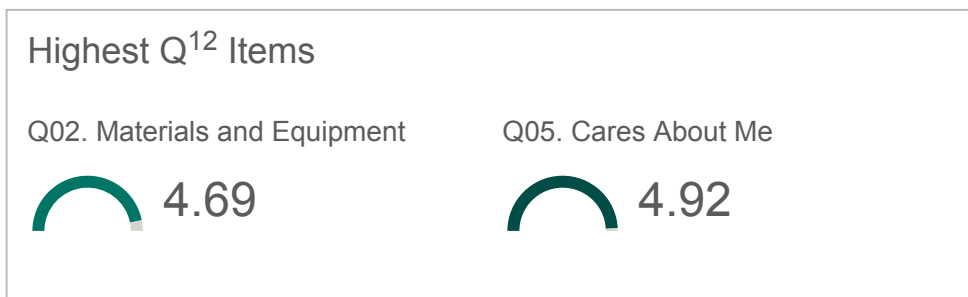 Highest Q¹² Items
Q02. Materials and Equipment
4.69
Q05. Cares About Me
4.92